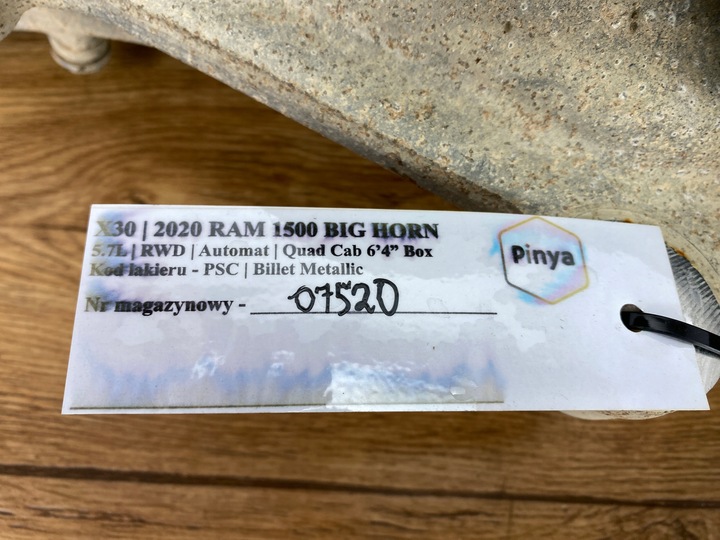 X30 | 2020 RAM 1500 BIG HORN
5.7L | RWD | Automat | Quad Cab 6’4” Box
Kod lakieru - PSC | Billet Metallic
Nr magazynowy - 07520
Pinya